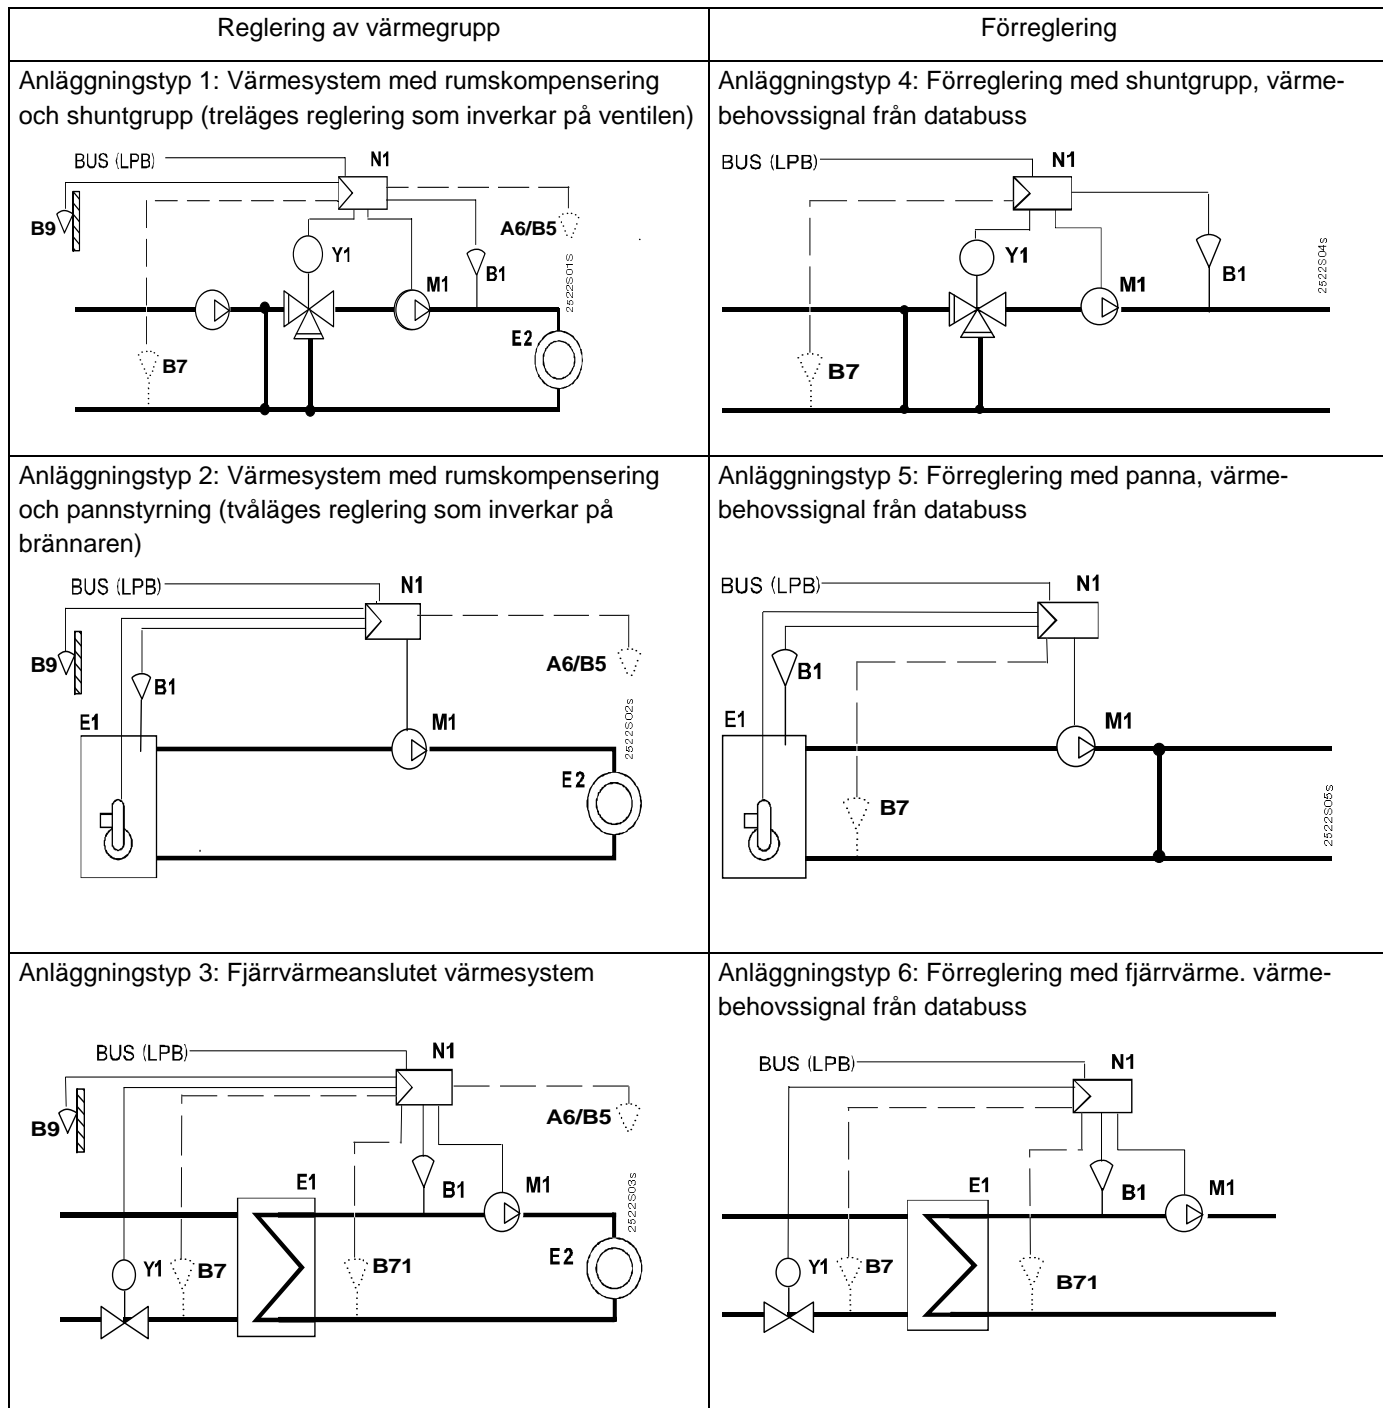 Reglering av värmegrupp
Förreglering
Anläggningstyp 1: Värmesystem med rumskompensering
och shuntgrupp (treläges reglering som inverkar på ventilen)
BUS (LPB)
N1
B9
A6/B5
Y1
B1
M1
E2
B7
2522S01S
Anläggningstyp 4: Förreglering med shuntgrupp, värme-
behovssignal från databuss
BUS (LPB)
N1
Y1
B1
M1
B7
2522S04s
Anläggningstyp 2: Värmesystem med rumskompensering
och pannstyrning (tvåläges reglering som inverkar på
brännaren)
BUS (LPB)
N1
B9
A6/B5
B1
E1
M1
E2
2522S02s
Anläggningstyp 5: Förreglering med panna, värme-
behovssignal från databuss
BUS (LPB)
N1
B1
E1
M1
B7
2522S05s
Anläggningstyp 3: Fjärrvärmeanslutet värmesystem
BUS (LPB)
N1
B9
A6/B5
E1
B1
M1
Y1
B7
B71
E2
2522S03s
Anläggningstyp 6: Förreglering med fjärrvärme. värme-
behovssignal från databuss
BUS (LPB)
N1
E1
B1
M1
Y1
B7
B71